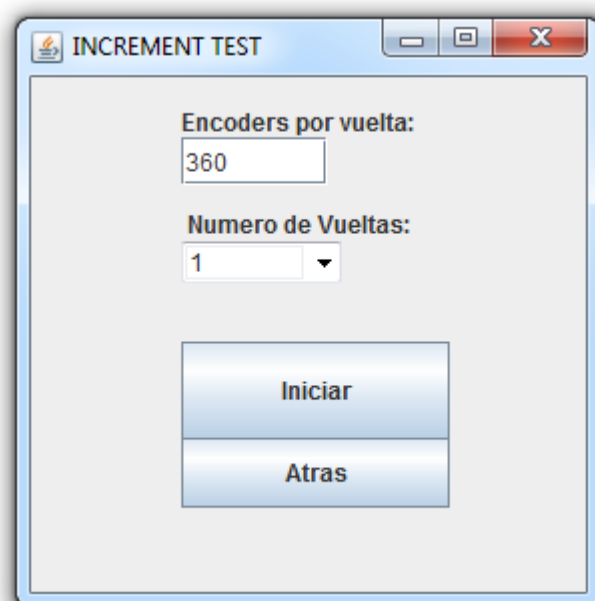 INCREMENT TEST
Encoders por vuelta:
360
Numero de Vueltas:
1
Iniciar
Atras